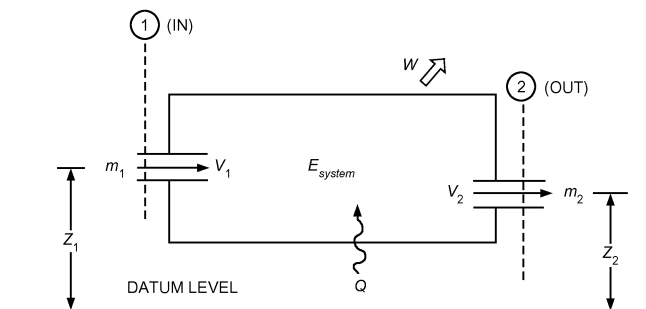 1 (IN)
W
2 (OUT)
m1 V1 Esystem
V2 m2
Z1 Z2
DATUM LEVEL Q